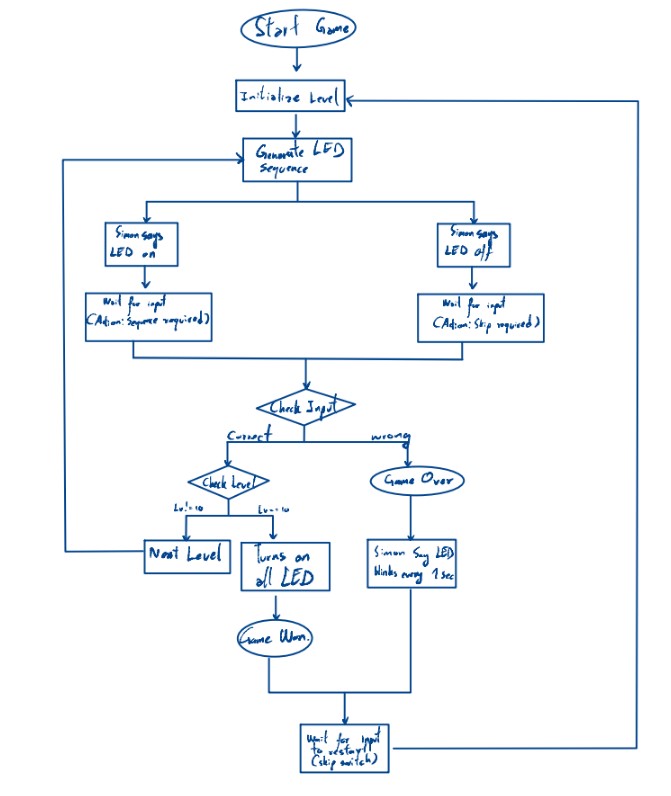 Start Game
Initialize Level
Generate LED
sequence
Simon says
LED on
Simon says
LED off
Wait for input
(Action: Sequence required)
Wait for input
(Action: Skip required)
Check Input
Correct
wrong
Check Level
Game Over
Lv!=10
Lv==10
Next Level
Turns on
all LED
Simon Say LED
blinks every 1 sec
Game Won.
Wait for input
to restart
(skip switch)